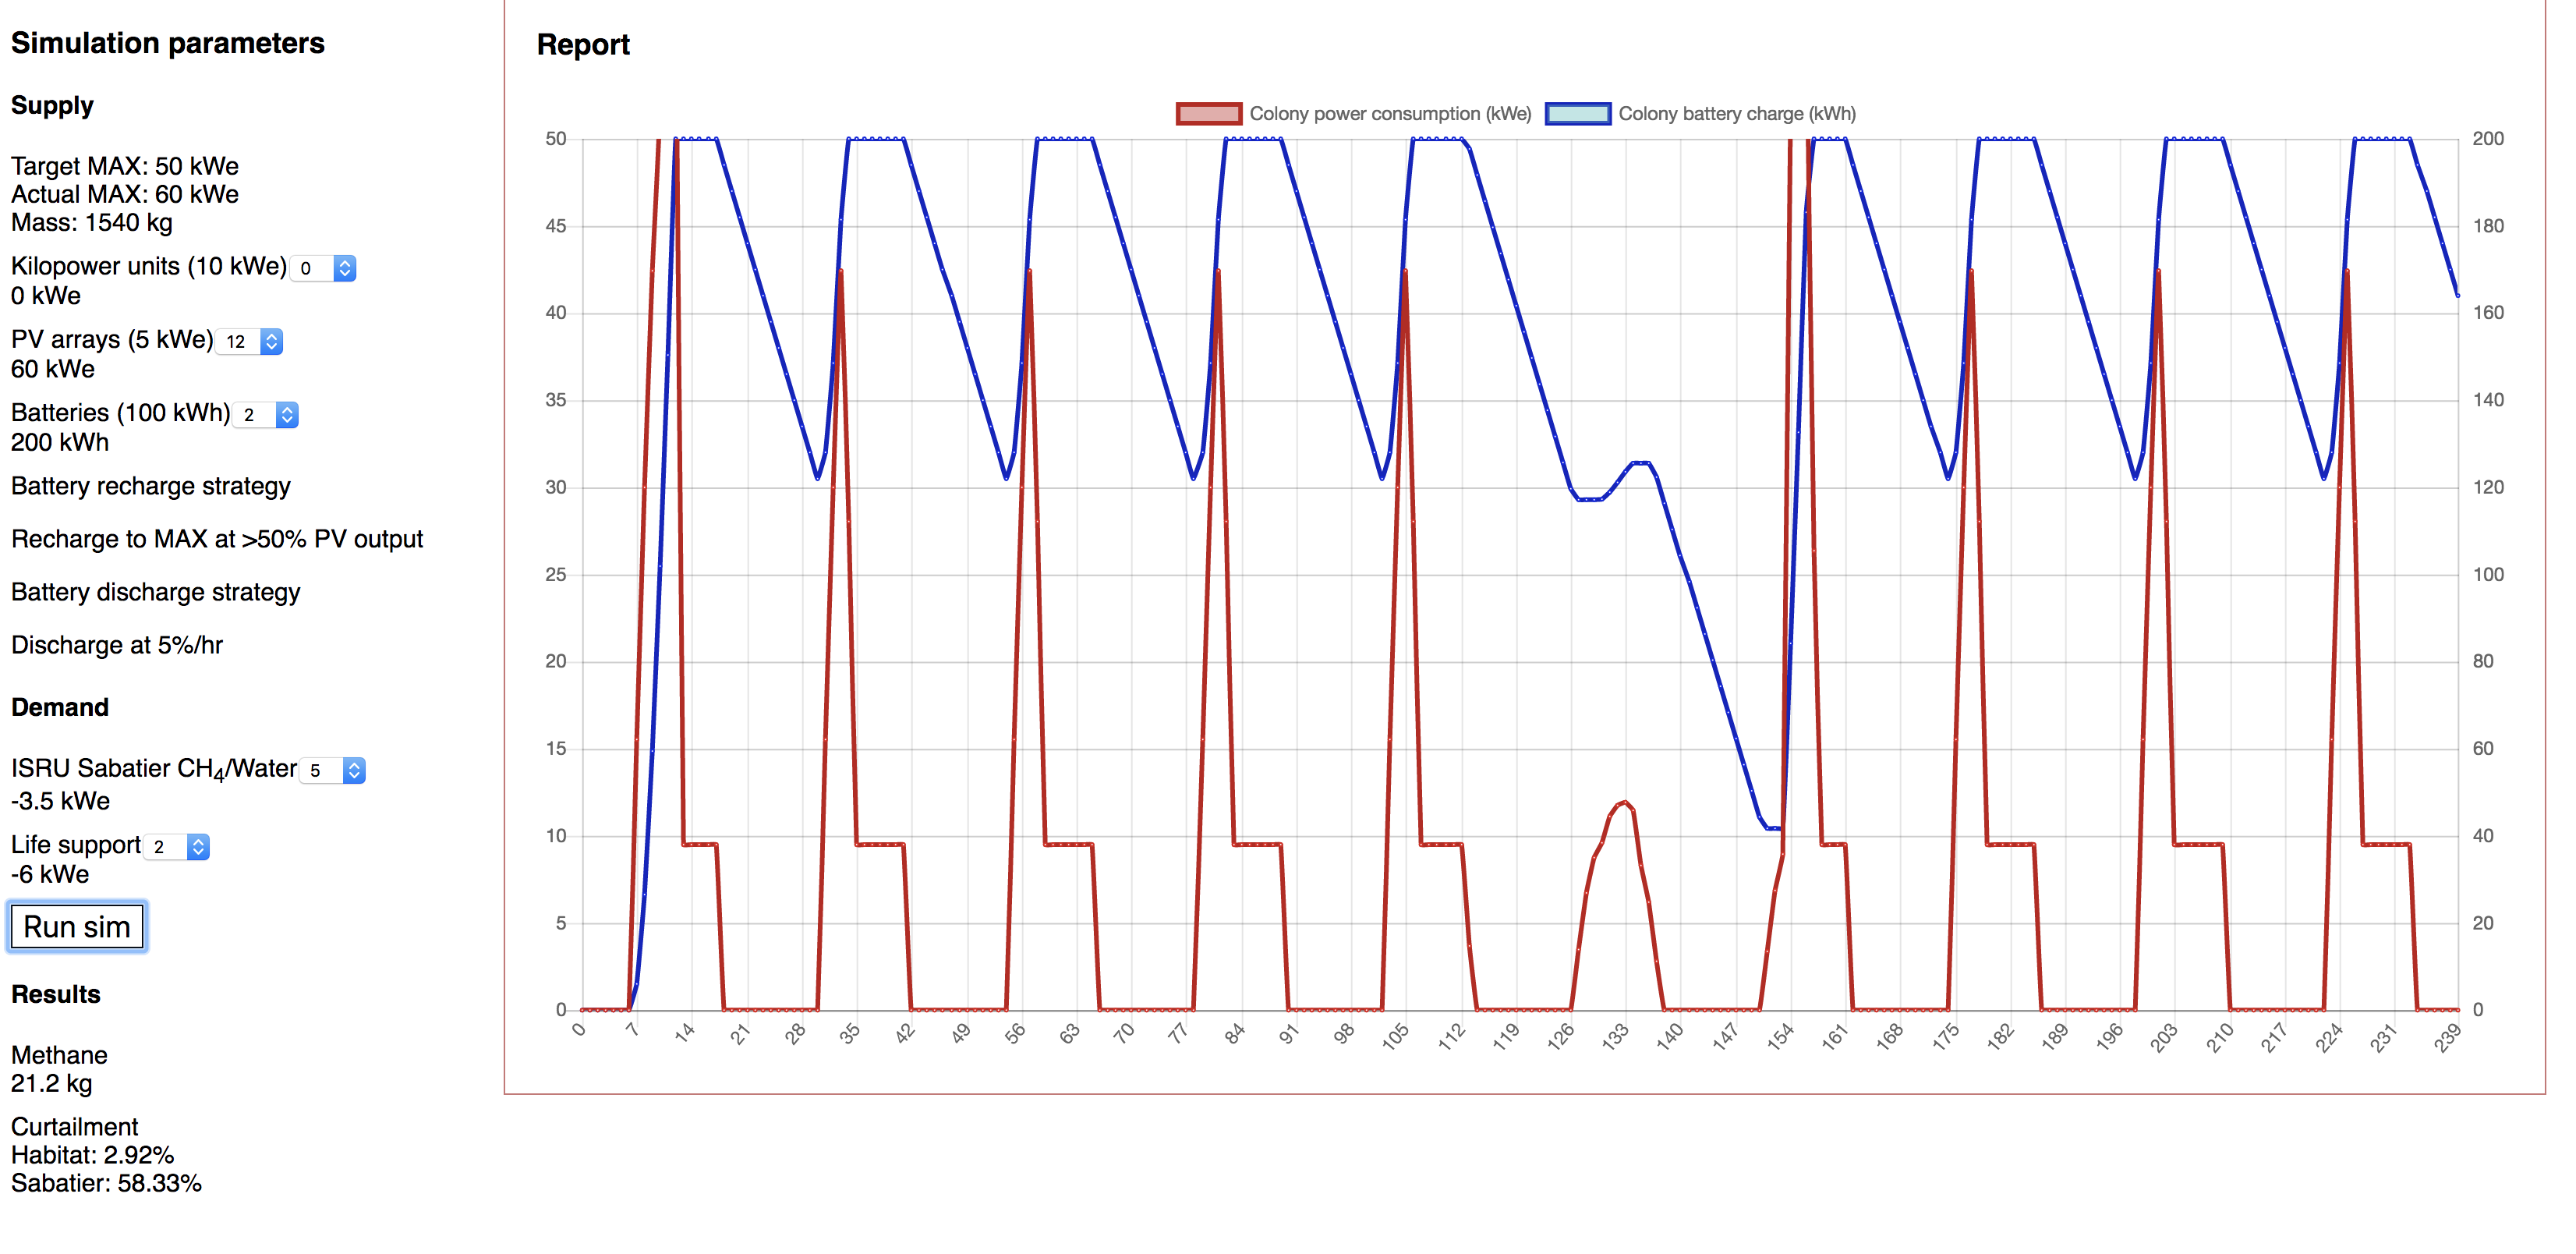 Simulation parameters
Supply
Target MAX: 50 kWe
Actual MAX: 60 kWe
Mass: 1540 kg
Kilopower units (10 kWe) 0
0 kWe
PV arrays (5 kWe) 12
60 kWe
Batteries (100 kWh) 2
200 kWh
Battery recharge strategy
Recharge to MAX at >50% PV output
Battery discharge strategy
Discharge at 5%/hr
Demand
ISRU Sabatier CH4/Water 5
-3.5 kWe
Life support 2
-6 kWe
Run sim
Results
Methane
21.2 kg
Curtailment
Habitat: 2.92%
Sabatier: 58.33%
Report
Colony power consumption (kWe) Colony battery charge (kWh)
50 200
45 180
40 160
35 140
30 120
25 100
20 80
15 60
10 40
5 20
0 0
0 7 14 21 28 35 42 49 56 63 70 77 84 91 98 105 112 119 126 133 140 147 154 161 168 175 182 189 196 203 210 217 224 231 239